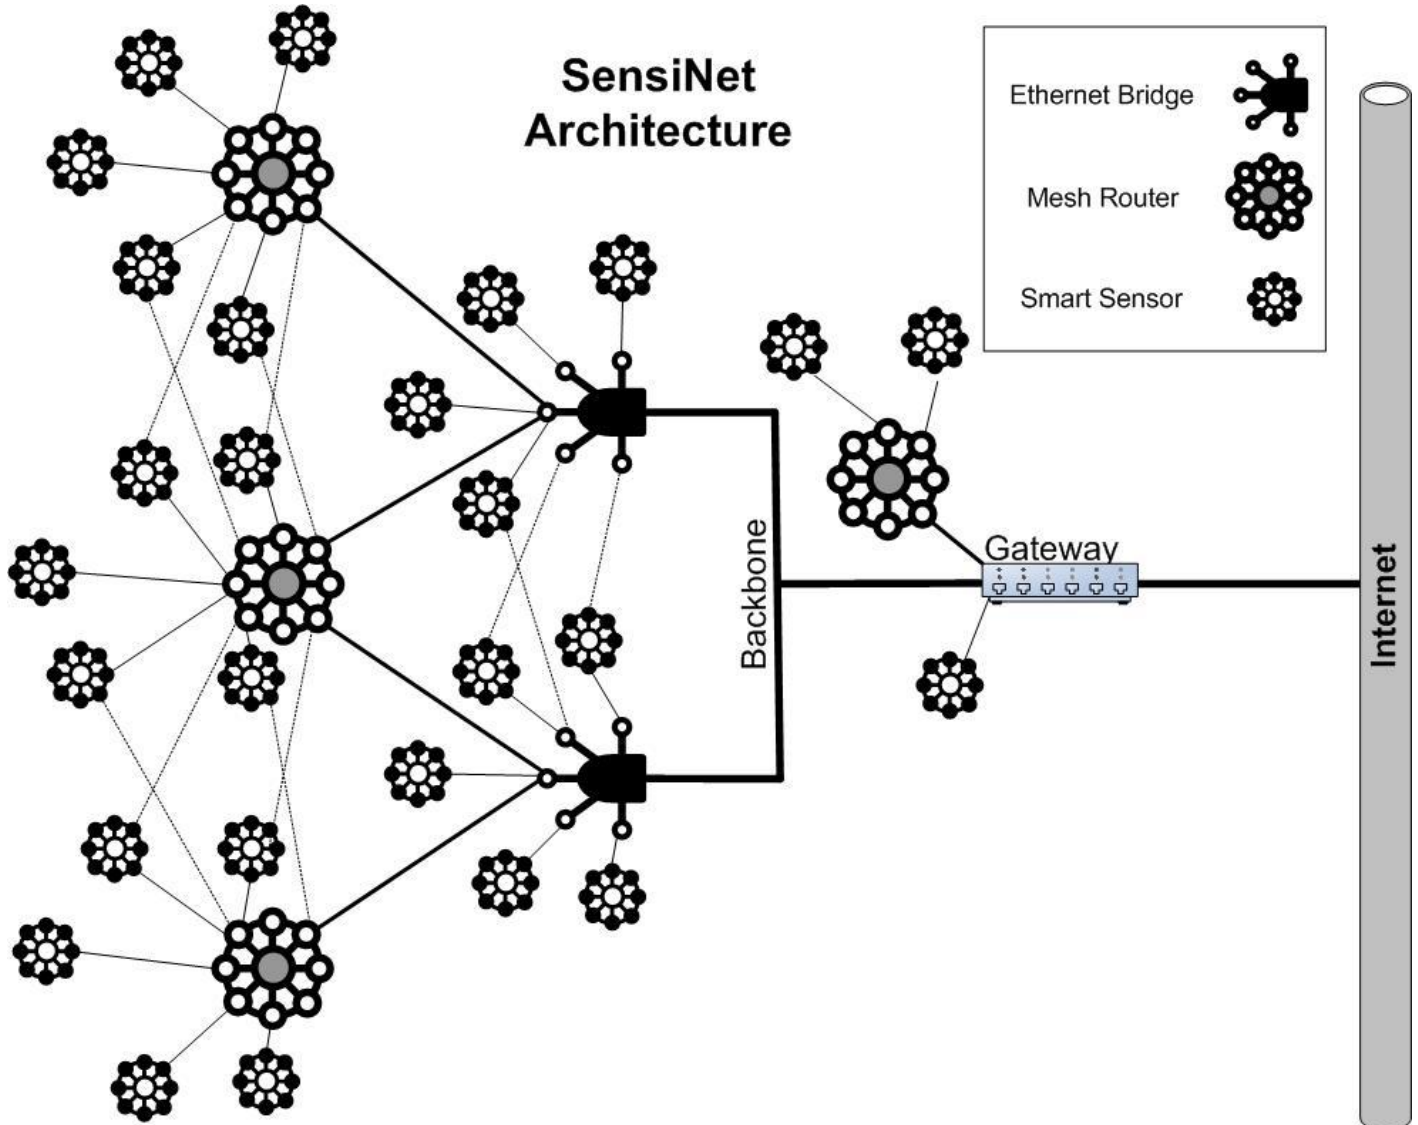 SensiNet
Architecture
Ethernet Bridge
Mesh Router
Smart Sensor
Backbone
Gateway
Internet